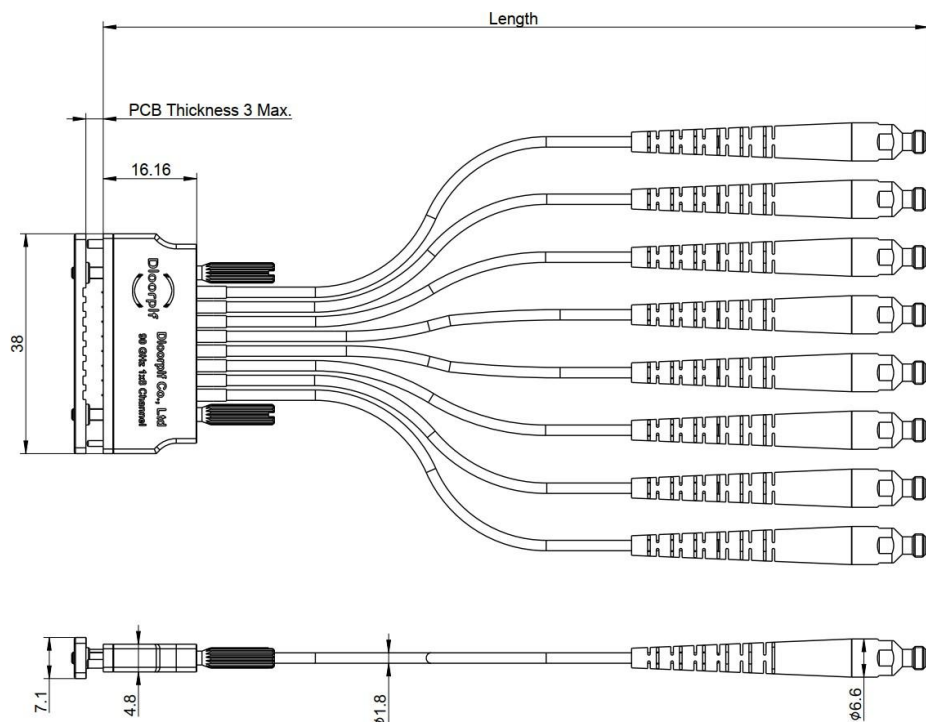 Length
PCB Thickness 3 Max.
16.16
38
Dioorpif
Dioorpif Co., Ltd
90 GHz 1x8 Channel
7.1
4.8
ϕ1.8
ϕ6.6